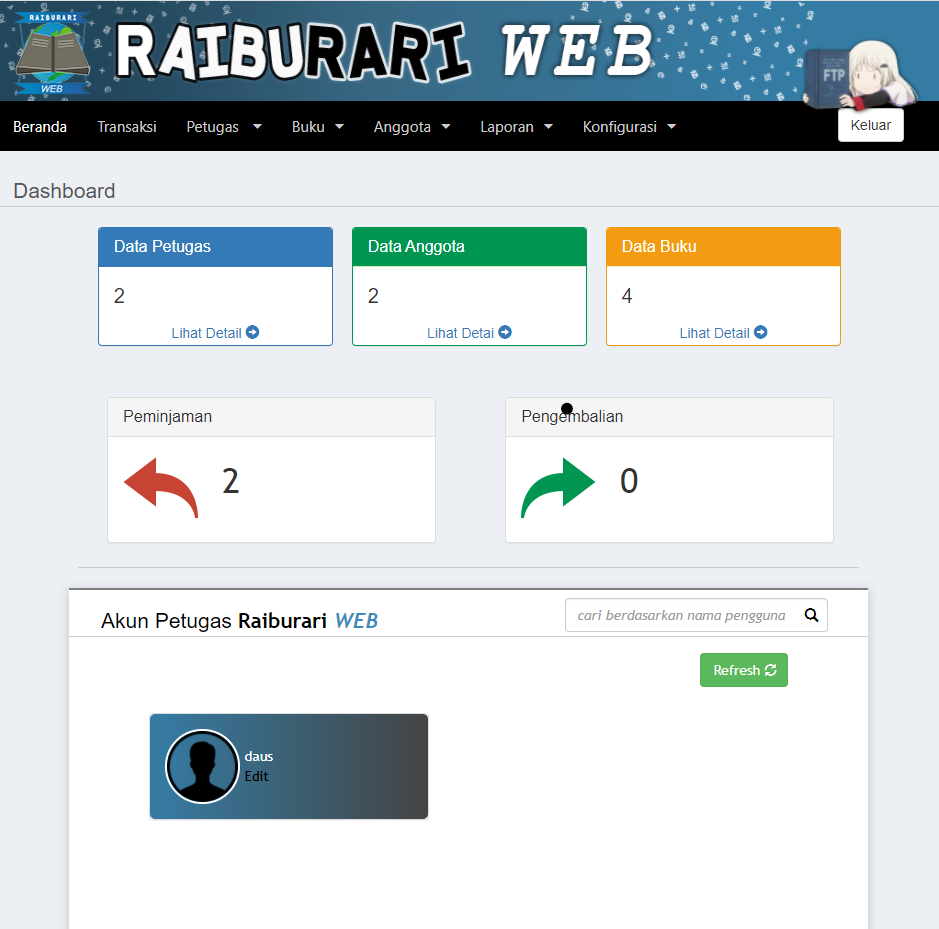 RAIBURARI
WEB
RAIBURARI WEB
FTP
Beranda Transaksi Petugas Buku Anggota Laporan Konfigurasi Keluar
Dashboard
Data Petugas Data Anggota Data Buku
2 2 4
Lihat Detail Lihat Detai Lihat Detail
Peminjaman Pengembalian
2 0
Akun Petugas Raiburari WEB cari berdasarkan nama pengguna
Refresh
daus
Edit